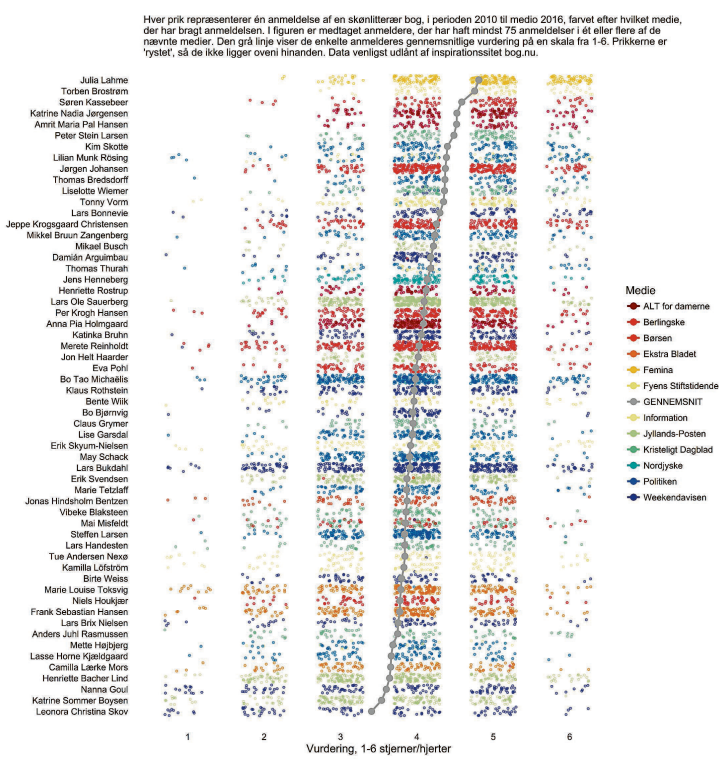 Hver prik repræsenterer én anmeldelse af en skønlitterær bog, i perioden 2010 til medio 2016, farvet efter hvilket medie,
der har bragt anmeldelsen. I figuren er medtaget anmeldere, der har haft mindst 75 anmeldelser i ét eller flere af de
nævnte medier. Den grå linje viser de enkelte anmelderes gennemsnitlige vurdering på en skala fra 1-6. Prikkerne er
'rystet', så de ikke ligger oveni hinanden. Data venligst udlånt af inspirationssitet bog.nu.
Julia Lahme
Torben Brostrøm
Søren Kassebeer
Katrine Nadia Jørgensen
Amrit Maria Pal Hansen
Peter Stein Larsen
Kim Skotte
Lilian Munk Rösing
Jørgen Johansen
Thomas Bredsdorff
Liselotte Wiemer
Tonny Vorm
Lars Bonnevie
Jeppe Krogsgaard Christensen
Mikkel Bruun Zangenberg
Mikael Busch
Damián Arguimbau
Thomas Thurah
Jens Henneberg
Henriette Rostrup
Lars Ole Sauerberg
Per Krogh Hansen
Anna Pia Holmgaard
Katinka Bruhn
Merete Reinholdt
Jon Helt Haarder
Eva Pohl
Bo Tao Michaëlis
Klaus Rothstein
Bente Wiik
Bo Bjørnvig
Claus Grymer
Lise Garsdal
Erik Skyum-Nielsen
May Schack
Lars Bukdahl
Erik Svendsen
Marie Tetzlaff
Jonas Hindsholm Bentzen
Vibeke Blaksteen
Mai Misfeldt
Steffen Larsen
Lars Handesten
Tue Andersen Nexø
Kamilla Löfström
Birte Weiss
Marie Louise Toksvig
Niels Houkjær
Frank Sebastian Hansen
Lars Brix Nielsen
Anders Juhl Rasmussen
Mette Højbjerg
Lasse Horne Kjældgaard
Camilla Lærke Mors
Henriette Bacher Lind
Nanna Goul
Katrine Sommer Boysen
Leonora Christina Skov
1 2 3 4 5 6
Vurdering, 1-6 stjerner/hjerter
Medie
ALT for damerne
Berlingske
Børsen
Ekstra Bladet
Femina
Fyens Stiftstidende
GENNEMSNIT
Information
Jyllands-Posten
Kristeligt Dagblad
Nordjyske
Politiken
Weekendavisen